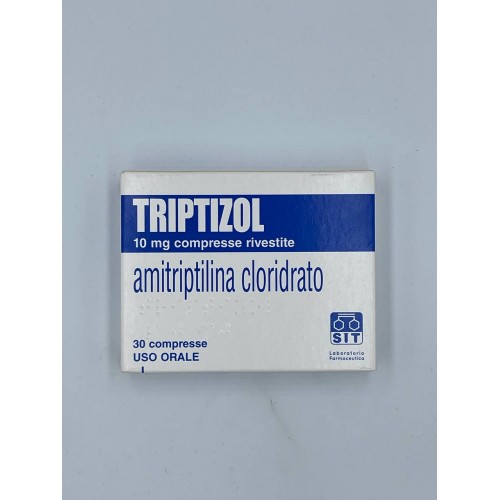 TRIPTIZOL
10 mg compresse rivestite
amitriptilina cloridrato
30 compresse
USO ORALE
SIT
Laboratorio
Farmaceutico